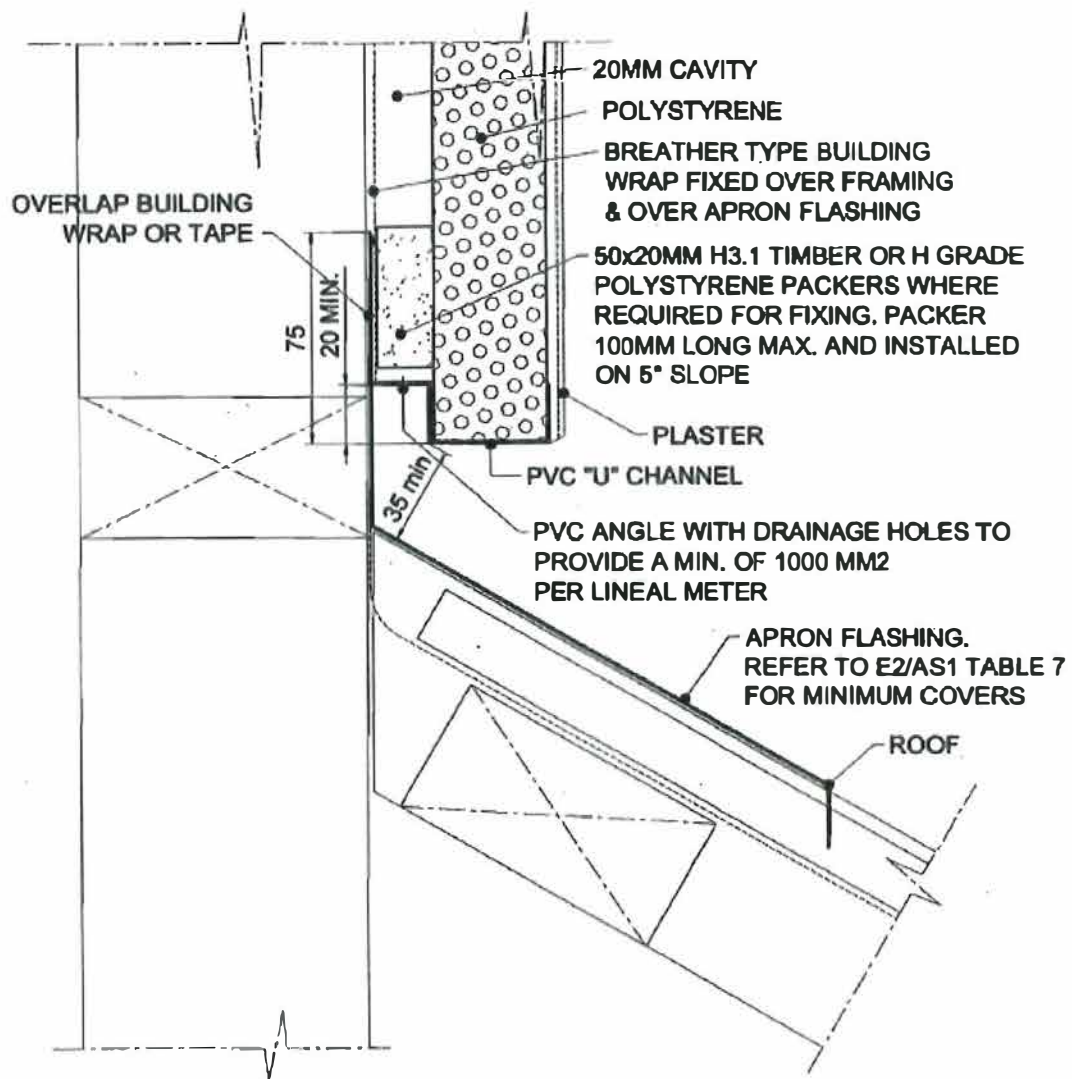 20MM CAVITY
POLYSTYRENE
BREATHER TYPE BUILDING
WRAP FIXED OVER FRAMING
& OVER APRON FLASHING
OVERLAP BUILDING
WRAP OR TAPE
50x20MM H3.1 TIMBER OR H GRADE
POLYSTYRENE PACKERS WHERE
REQUIRED FOR FIXING. PACKER
100MM LONG MAX. AND INSTALLED
ON 5° SLOPE
75
20 MIN.
PLASTER
PVC "U" CHANNEL
35 min
PVC ANGLE WITH DRAINAGE HOLES TO
PROVIDE A MIN. OF 1000 MM2
PER LINEAL METER
APRON FLASHING.
REFER TO E2/AS1 TABLE 7
FOR MINIMUM COVERS
ROOF